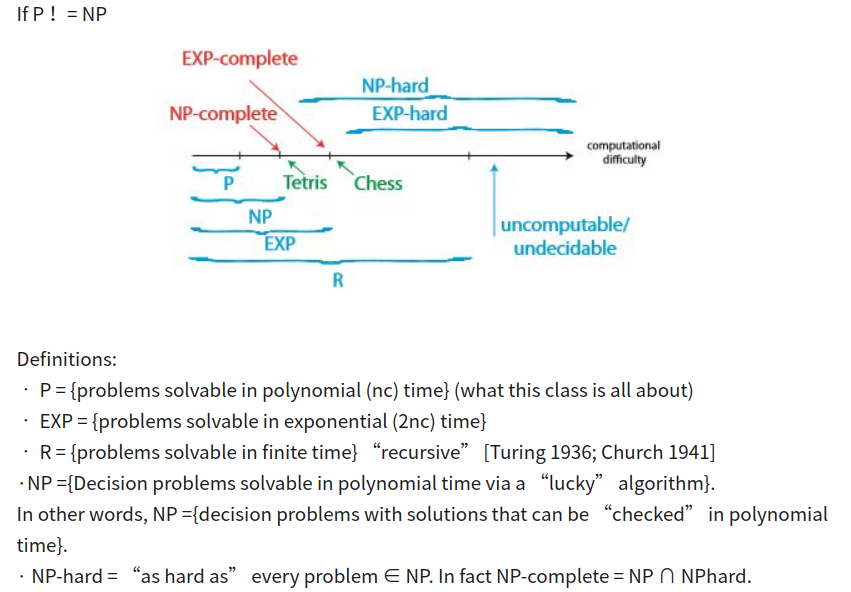 If P！ = NP
EXP-complete
NP-hard
NP-complete
EXP-hard
computational
difficulty
P
Tetris
Chess
NP
uncomputable/
undecidable
EXP
R
Definitions:
· P = {problems solvable in polynomial (nc) time} (what this class is all about)
· EXP = {problems solvable in exponential (2nc) time}
· R = {problems solvable in finite time} “recursive” [Turing 1936; Church 1941]
·NP ={Decision problems solvable in polynomial time via a “lucky” algorithm}.
In other words, NP ={decision problems with solutions that can be “checked” in polynomial
time}.
· NP-hard = “as hard as” every problem ∈ NP. In fact NP-complete = NP ∩ NPhard.